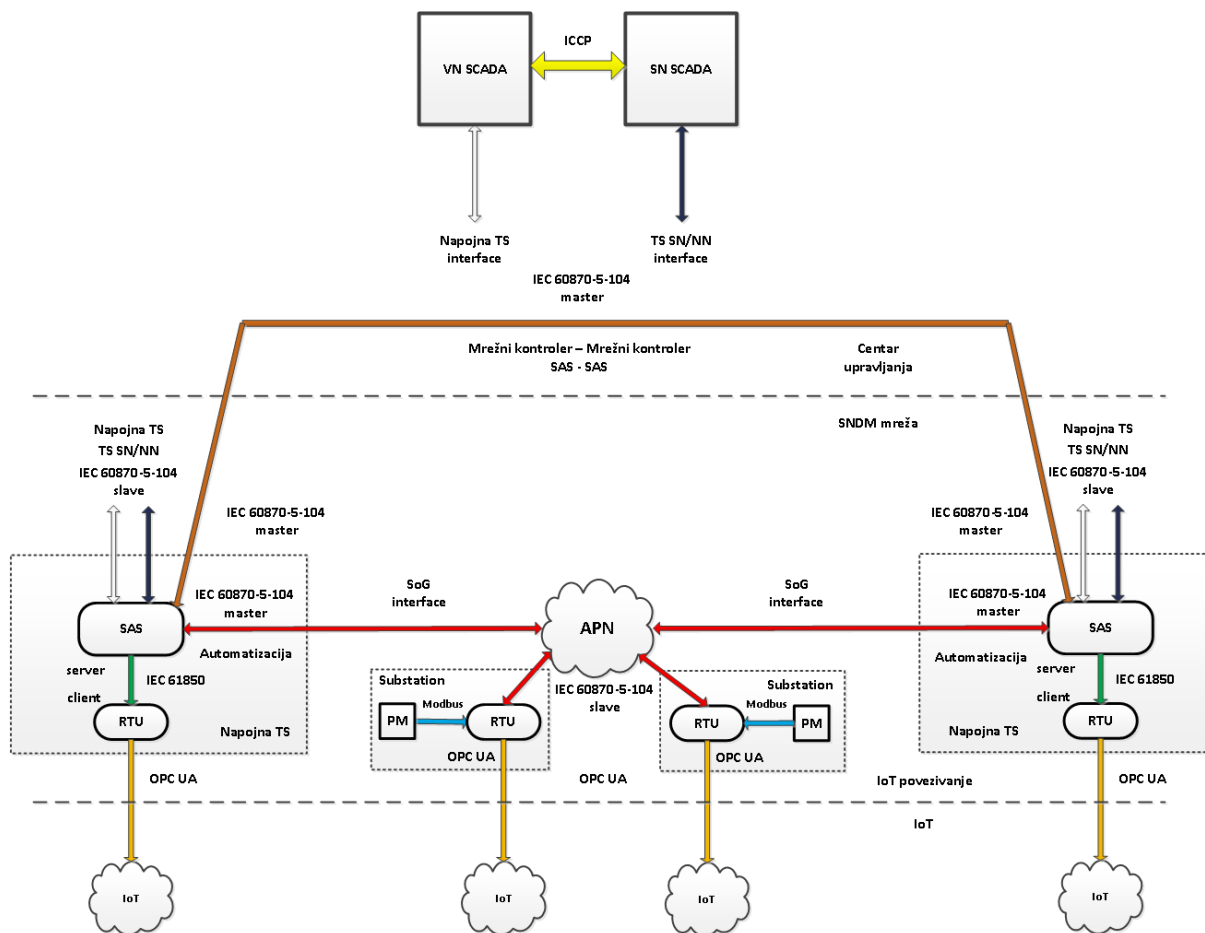 ICCP
VN SCADA
SN SCADA
Napojna TS
interface
TS SN/NN
interface
IEC 60870-5-104
master
Mrežni kontroler – Mrežni kontroler
SAS - SAS
Centar
upravljanja
SNDM mreža
Napojna TS
TS SN/NN
IEC 60870-5-104
slave
Napojna TS
TS SN/NN
IEC 60870-5-104
slave
IEC 60870-5-104
master
IEC 60870-5-104
master
IEC 60870-5-104
master
SoG
interface
APN
SoG
interface
IEC 60870-5-104
master
SAS
SAS
Automatizacija
server
client
IEC 61850
RTU
Napojna TS
Substation
PM
Modbus
RTU
OPC UA
IEC 60870-5-104
slave
Substation
Modbus
RTU
PM
OPC UA
Automatizacija
server
client
IEC 61850
RTU
Napojna TS
OPC UA
OPC UA
IoT povezivanje
OPC UA
IoT
IoT
IoT
IoT
IoT